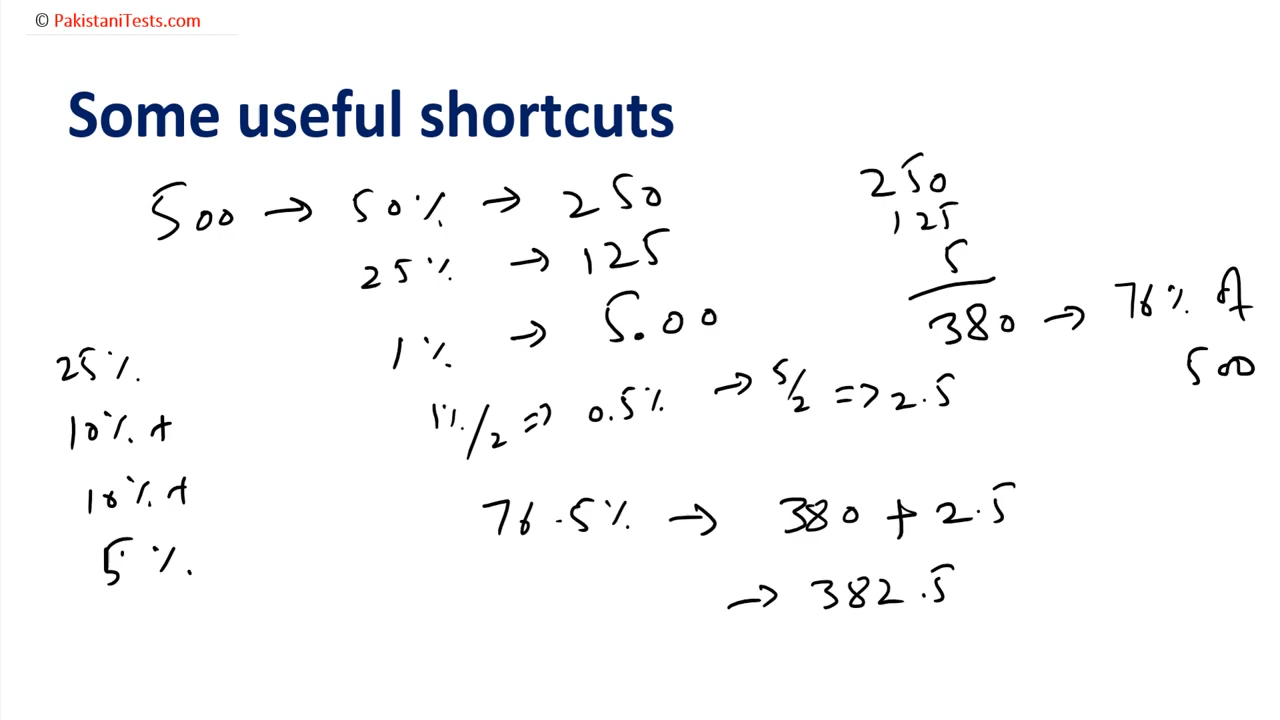 © PakistaniTests.com
Some useful shortcuts
500 → 50% → 250
25% → 125
1% → 5.00
1%/2 => 0.5% → 5/2 => 2.5
250
125
5
380 → 76% of
500
25%
10% +
10% +
5%
76.5% → 380 + 2.5
→ 382.5